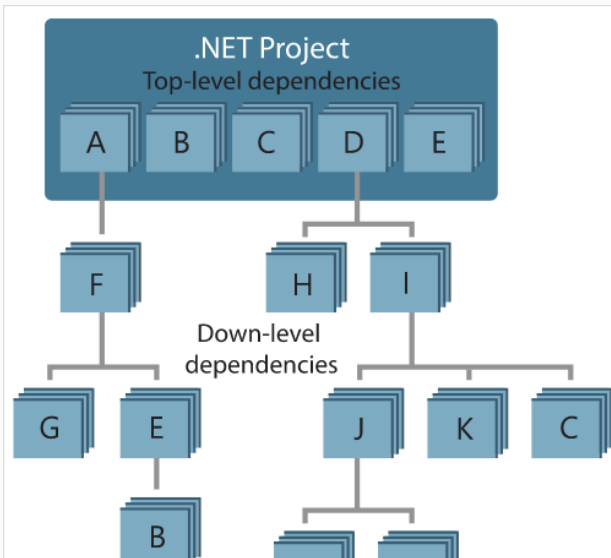 .NET Project
Top-level dependencies
A B C D E
F H I
Down-level
dependencies
G E J K C
B